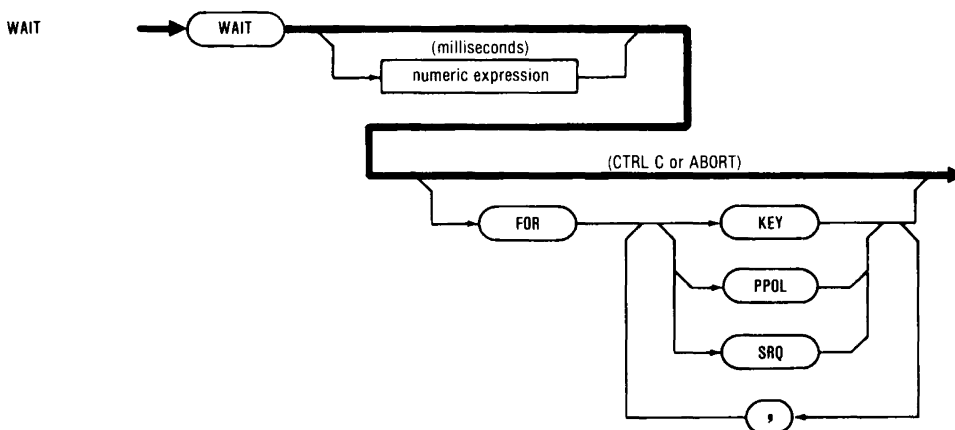 WAIT
WAIT
(milliseconds)
numeric expression
(CTRL C or ABORT)
FOR
KEY
PPOL
SRQ
,